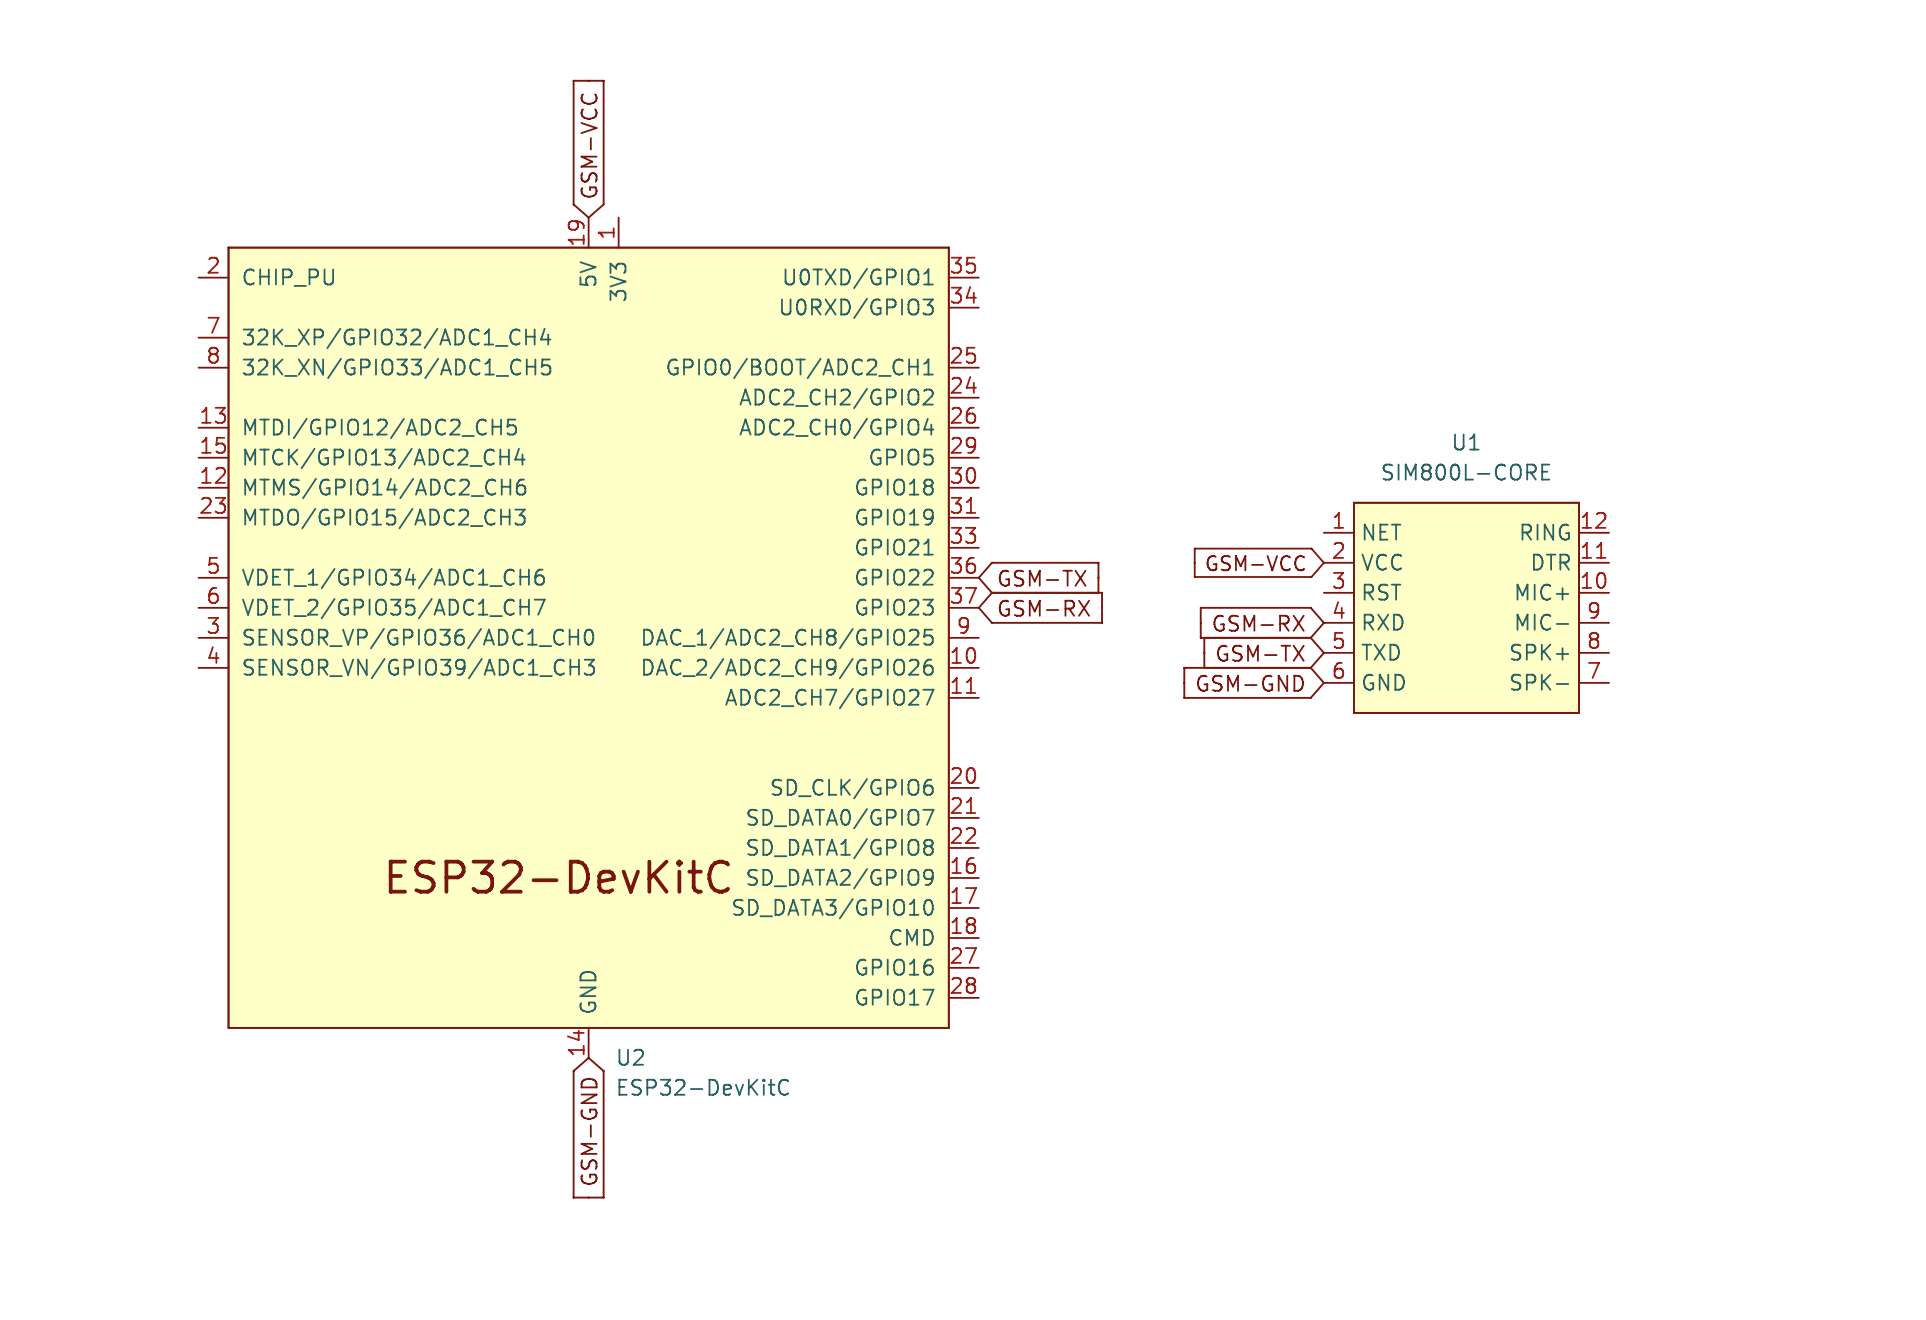 GSM-VCC
19
1
5V
3V3
2 CHIP_PU
7 32K_XP/GPIO32/ADC1_CH4
8 32K_XN/GPIO33/ADC1_CH5
13 MTDI/GPIO12/ADC2_CH5
15 MTCK/GPIO13/ADC2_CH4
12 MTMS/GPIO14/ADC2_CH6
23 MTDO/GPIO15/ADC2_CH3
5 VDET_1/GPIO34/ADC1_CH6
6 VDET_2/GPIO35/ADC1_CH7
3 SENSOR_VP/GPIO36/ADC1_CH0
4 SENSOR_VN/GPIO39/ADC1_CH3
U0TXD/GPIO1 35
U0RXD/GPIO3 34
GPIO0/BOOT/ADC2_CH1 25
ADC2_CH2/GPIO2 24
ADC2_CH0/GPIO4 26
GPIO5 29
GPIO18 30
GPIO19 31
GPIO21 33
GPIO22 36 GSM-TX
GPIO23 37 GSM-RX
DAC_1/ADC2_CH8/GPIO25 9
DAC_2/ADC2_CH9/GPIO26 10
ADC2_CH7/GPIO27 11
SD_CLK/GPIO6 20
SD_DATA0/GPIO7 21
SD_DATA1/GPIO8 22
SD_DATA2/GPIO9 16
SD_DATA3/GPIO10 17
CMD 18
GPIO16 27
GPIO17 28
ESP32-DevKitC
GND
14
GSM-GND
U2
ESP32-DevKitC
U1
SIM800L-CORE
1 NET
GSM-VCC 2 VCC
3 RST
GSM-RX 4 RXD
GSM-TX 5 TXD
GSM-GND 6 GND
RING 12
DTR 11
MIC+ 10
MIC- 9
SPK+ 8
SPK- 7